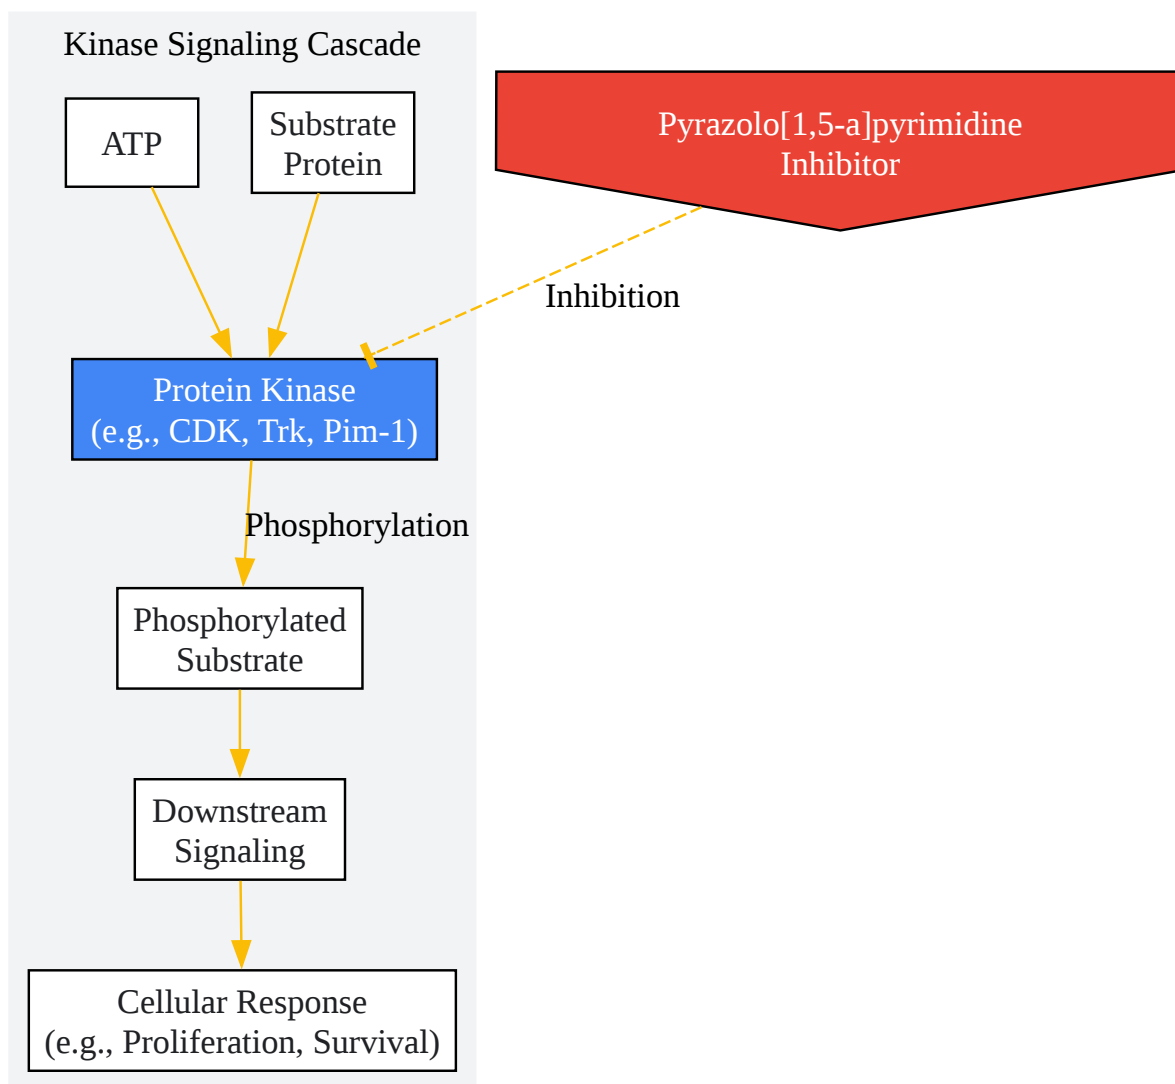 Kinase Signaling Cascade
ATP
Substrate
Protein
Pyrazolo[1,5-a]pyrimidine
Inhibitor
Inhibition
Protein Kinase
(e.g., CDK, Trk, Pim-1)
Phosphorylation
Phosphorylated
Substrate
Downstream
Signaling
Cellular Response
(e.g., Proliferation, Survival)